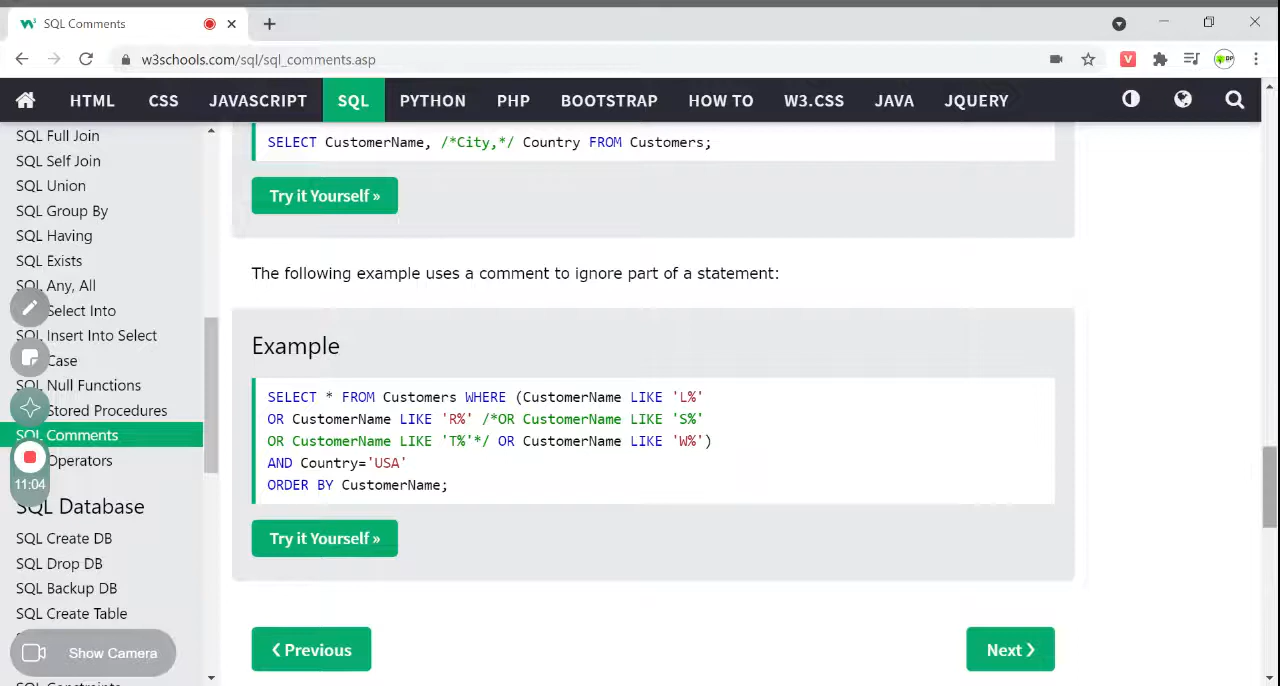 SQL Comments
w3schools.com/sql/sql_comments.asp
HTML CSS JAVASCRIPT SQL PYTHON PHP BOOTSTRAP HOW TO W3.CSS JAVA JQUERY
SQL Full Join
SQL Self Join
SQL Union
SQL Group By
SQL Having
SQL Exists
SQL Any, All
Select Into
SQL Insert Into Select
Case
SQL Null Functions
Stored Procedures
SQL Comments
Operators
11:04
SQL Database
SQL Create DB
SQL Drop DB
SQL Backup DB
SQL Create Table
Show Camera
SELECT CustomerName, /*City,*/ Country FROM Customers;
Try it Yourself »
The following example uses a comment to ignore part of a statement:
Example
SELECT * FROM Customers WHERE (CustomerName LIKE 'L%'
OR CustomerName LIKE 'R%' /*OR CustomerName LIKE 'S%'
OR CustomerName LIKE 'T%'*/ OR CustomerName LIKE 'W%')
AND Country='USA'
ORDER BY CustomerName;
Try it Yourself »
❮ Previous
Next ❯